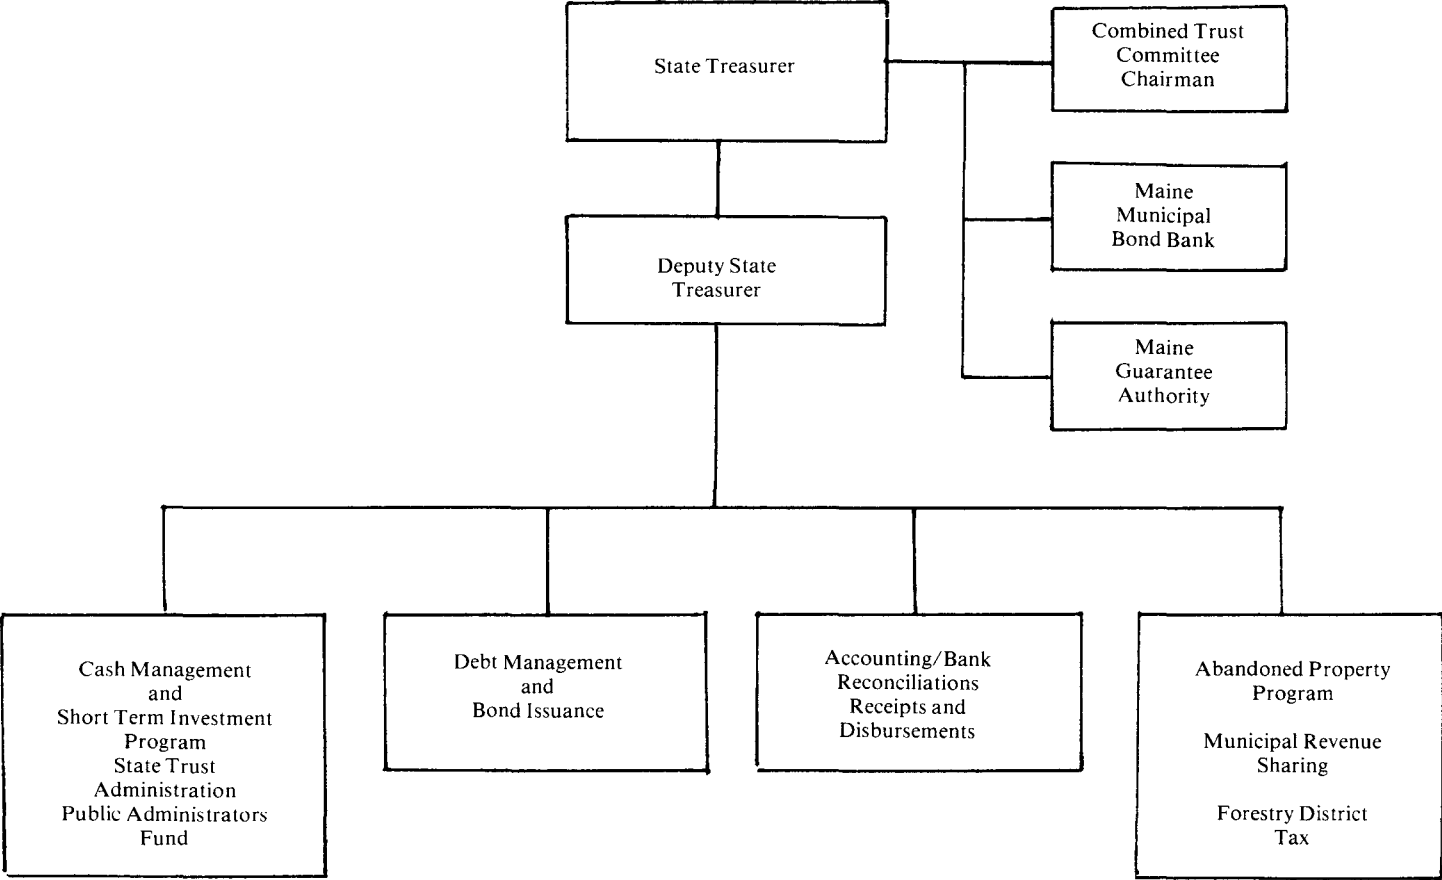 State Treasurer
Combined Trust
Committee
Chairman
Maine
Municipal
Bond Bank
Deputy State
Treasurer
Maine
Guarantee
Authority
Cash Management
and
Short Term Investment
Program
State Trust
Administration
Public Administrators
Fund
Debt Management
and
Bond Issuance
Accounting/Bank
Reconciliations
Receipts and
Disbursements
Abandoned Property
Program
Municipal Revenue
Sharing
Forestry District
Tax